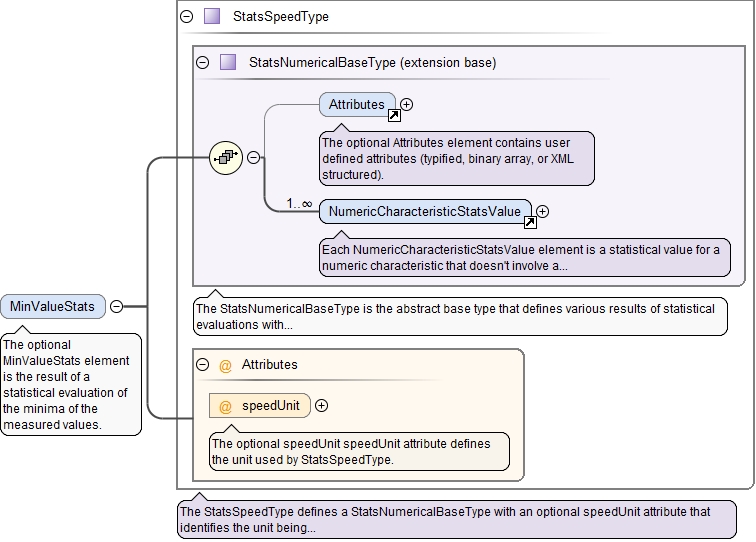 StatsSpeedType
StatsNumericalBaseType (extension base)
Attributes
The optional Attributes element contains user
defined attributes (typified, binary array, or XML
structured).
1..∞
NumericCharacteristicStatsValue
Each NumericCharacteristicStatsValue element is a statistical value for a
numeric characteristic that doesn't involve a...
MinValueStats
The optional
MinValueStats element
is the result of a
statistical evaluation of
the minima of the
measured values.
The StatsNumericalBaseType is the abstract base type that defines various results of statistical
evaluations with...
@ Attributes
@ speedUnit
The optional speedUnit speedUnit attribute defines
the unit used by StatsSpeedType.
The StatsSpeedType defines a StatsNumericalBaseType with an optional speedUnit attribute that
identifies the unit being...